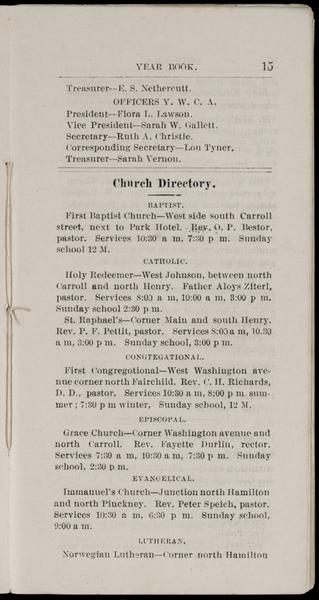 YEAR BOOK. 15
Treasurer—E. S. Nethercutt.
OFFICERS Y. W. C. A.
President—Flora L. Lawson.
Vice President—Sarah W. Gallett.
Secretary—Ruth A. Christie.
Corresponding Secretary—Lou Tyner.
Treasurer—Sarah Vernon.
Church Directory.
BAPTIST.
First Baptist Church—West side south Carroll
street, next to Park Hotel. Rev. O. P. Bestor,
pastor. Services 10:30 a m, 7:30 p m. Sunday
school 12 M.
CATHOLIC.
Holy Redeemer—West Johnson, between north
Carroll and north Henry. Father Aloys Ziterl,
pastor. Services 8:00 a m, 10:00 a m, 3:00 p m.
Sunday school 2:30 p m.
St. Raphael's—Corner Main and south Henry.
Rev. P. F. Pettit, pastor. Services 8:00 a m, 10.30
a m, 3:00 p m. Sunday school, 3:00 p m.
CONGTEGATIONAL.
First Congregotional—West Washington ave-
nue corner north Fairchild. Rev. C. H. Richards,
D. D., pastor. Services 10:30 a m, 8:00 p m sum-
mer; 7:30 p m winter, Sunday school, 12 M.
EPISCOPAL.
Grace Church—Corner Washington avenue and
north Carroll. Rev. Fayette Durlin, rector.
Services 7:30 a m, 10:30 a m, 7:30 p m. Sunday
school, 2:30 p m.
EVANGELICAL.
Immanuel's Church—Junction north Hamilton
and north Pinckney. Rev. Peter Speich, pastor.
Services 10:30 a m, 6:30 p m. Sunday school,
9:00 a m.
LUTHERAN.
Norwegian Lutheran—Corner north Hamilton